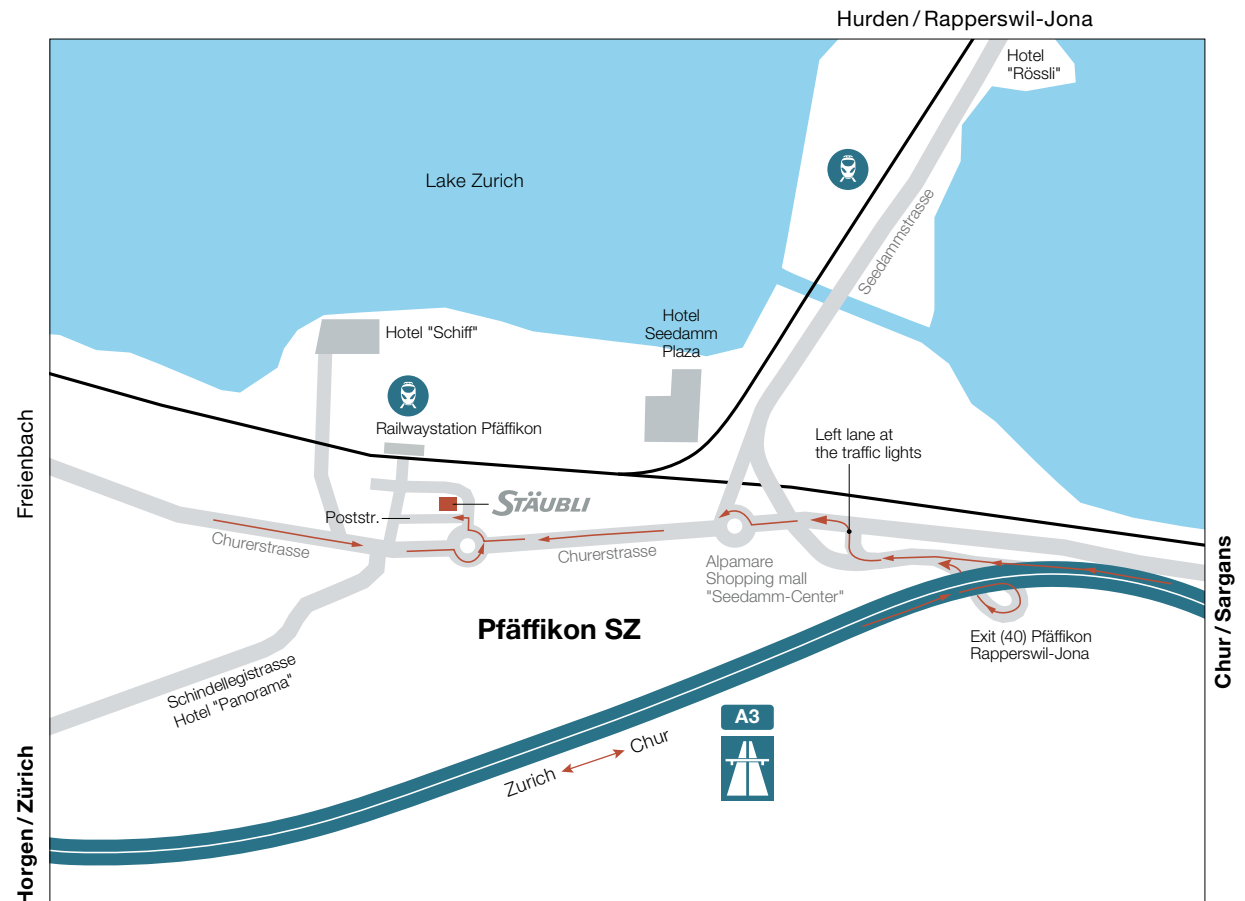 Hurden / Rapperswil-Jona
Hotel
"Rössli"
Lake Zurich
Seedammstrasse
Hotel
Seedamm
Plaza
Hotel "Schiff"
Railwaystation Pfäffikon
Freienbach
Left lane at
the traffic lights
STÄUBLI
Poststr.
Churerstrasse
Churerstrasse
Alpamare
Shopping mall
"Seedamm-Center"
Pfäffikon SZ
Exit (40) Pfäffikon
Rapperswil-Jona
Chur / Sargans
Schindellegistrasse
Hotel "Panorama"
A3
Zurich
Chur
Horgen / Zürich